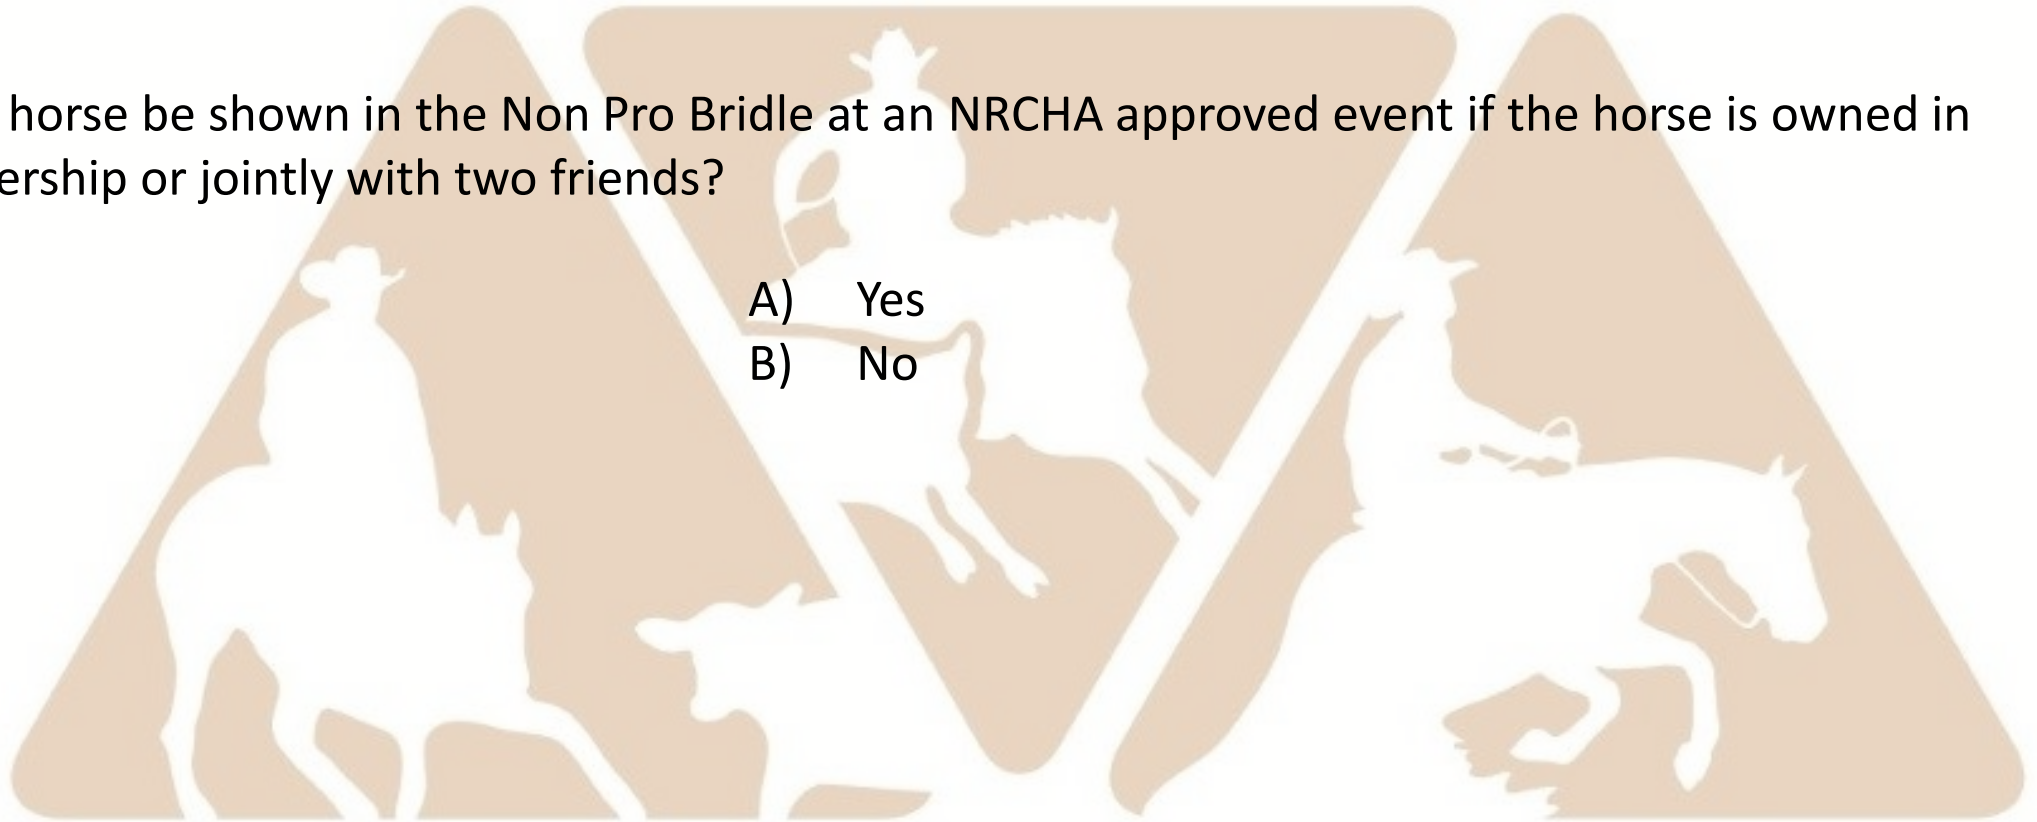 horse be shown in the Non Pro Bridle at an NRCHA approved event if the horse is owned in
ership or jointly with two friends?
A) Yes
B) No